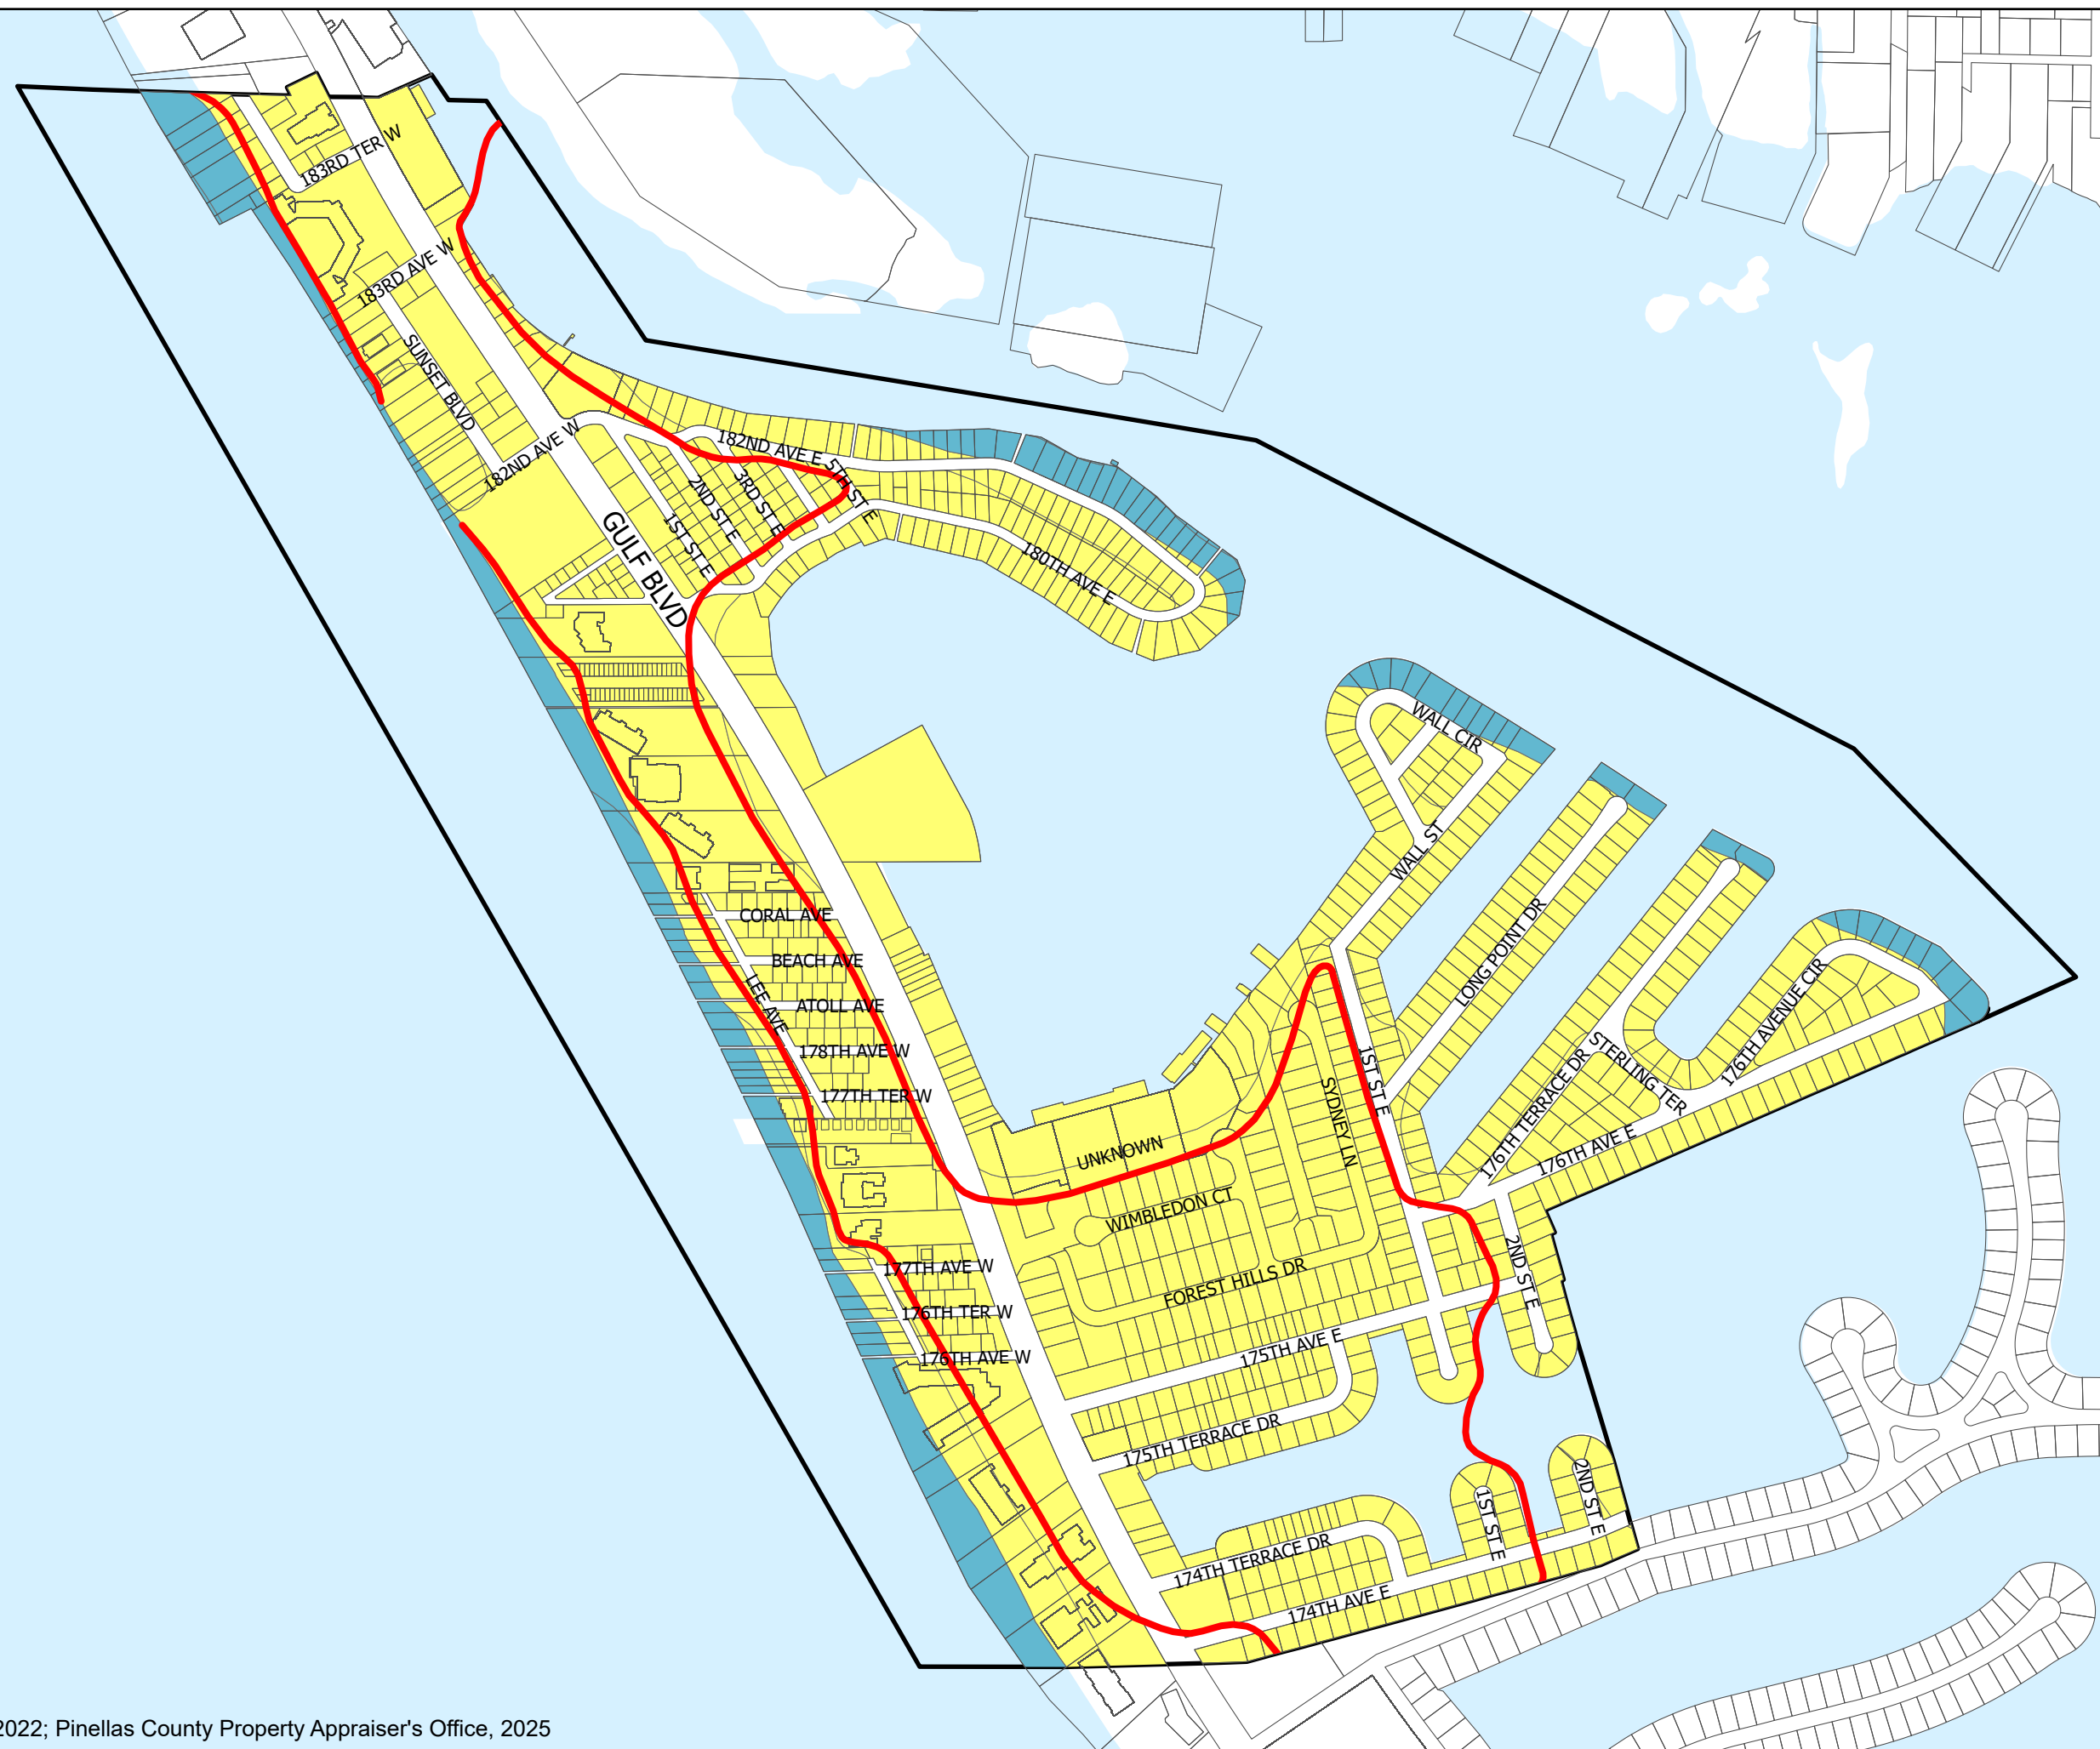 183RD TER W
183RD AVE W
SUNSET BLVD
182ND AVE W
182ND AVE E
5TH ST E
3RD ST E
2ND ST E
1ST ST E
GULF BLVD
180TH AVE E
WALL CIR
WALL ST
LONG POINT DR
CORAL AVE
BEACH AVE
LEE AVE
ATOLL AVE
178TH AVE W
177TH TER W
176TH AVENUE CIR
STERLING TER
176TH TERRACE DR
1ST ST E
SYDNEY LN
UNKNOWN
176TH AVE E
WIMBLEDON CT
2ND ST E
FOREST HILLS DR
177TH AVE W
176TH TER W
176TH AVE W
175TH AVE E
175TH TERRACE DR
1ST ST E
2ND ST E
174TH TERRACE DR
174TH AVE E
2022; Pinellas County Property Appraiser's Office, 2025